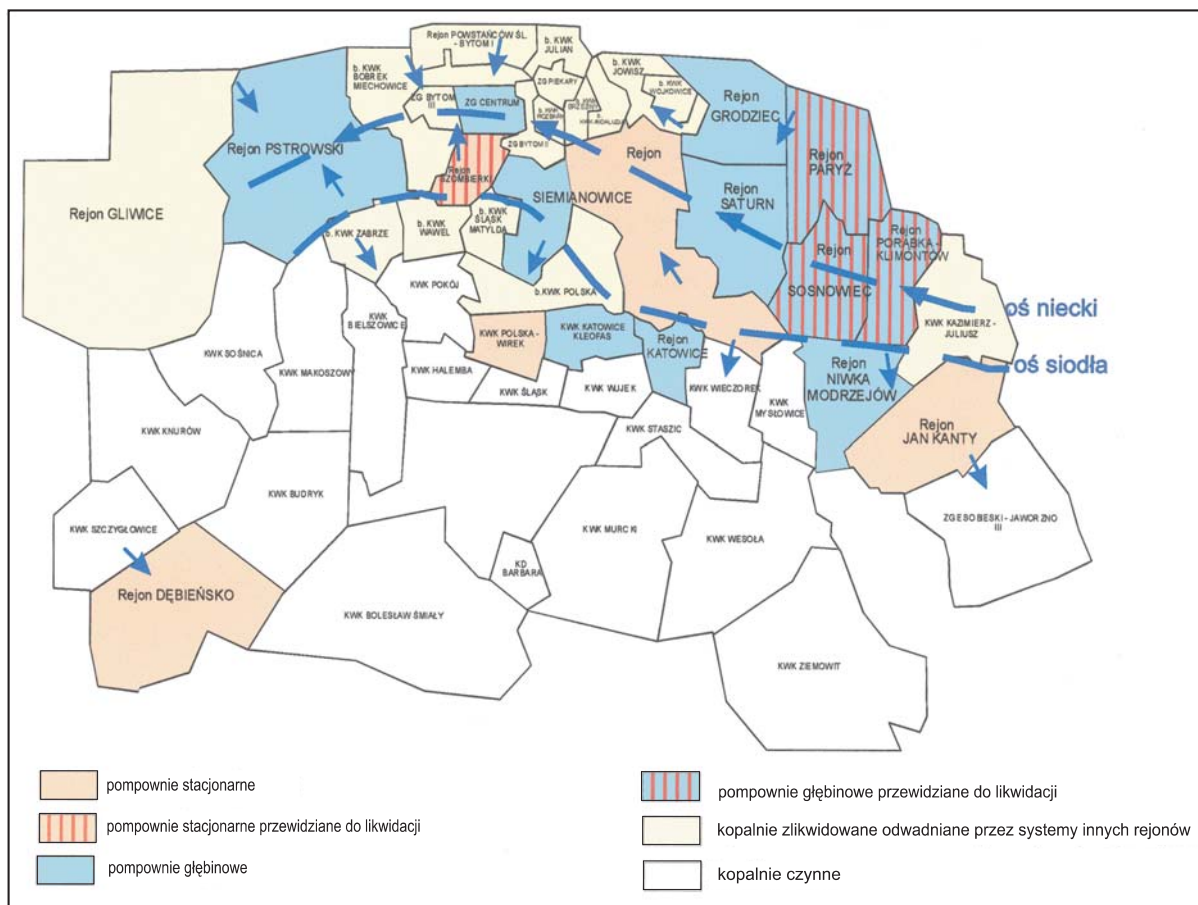 Rejon POWSTAŃCÓW ŚL.
- BYTOM I
b. KWK
JULIAN
b. KWK
BOBREK
MIECHOWICE
ZG PIEKARY
b. KWK
JOWISZ
b. KWK
WOJKOWICE
ZG BYTOM
III
ZG CENTRUM
b. KWK
ROZBARK
b.
KWK ANDALUZJA
Rejon
GRODZIEC
Rejon PSTROWSKI
ZG BYTOM II
Rejon
Rejon
PARYŻ
Rejon
SZOMBIERKI
Rejon GLIWICE
SIEMIANOWICE
Rejon
SATURN
b. KWK
ŚLĄSK
MATYLDA
b. KWK
WAWEL
b. KWK ZABRZE
Rejon
PORĄBKA -
KLIMONTÓW
Rejon
SOSNOWIEC
KWK POKÓJ
b. KWK POLSKA
oś niecki
KWK
BIELSZOWICE
KWK KAZIMIERZ -
JULIUSZ
KWK POLSKA-
WIREK
KWK KATOWICE
KLEOFAS
Rejon
KATOWICE
KWK SOŚNICA
KWK MAKOSZOWY
KWK HALEMBA
oś siodła
Rejon
NIWKA
MODRZEJÓW
KWK ŚLĄSK
KWK WUJEK
KWK WIECZOREK
KWK
MYSŁOWICE
KWK STASZIC
KWK KNURÓW
Rejon
JAN KANTY
KWK BUDRYK
KWK SZCZYGŁOWICE
KWK MURCKI
KWK WESOŁA
ZGE SOBIESKI - JAWORZNO
III
KD
BARBARA
Rejon DĘBIEŃSKO
KWK BOLESŁAW ŚMIAŁY
KWK ZIEMOWIT
pompownie stacjonarne
pompownie stacjonarne przewidziane do likwidacji
pompownie głębinowe
pompownie głębinowe przewidziane do likwidacji
kopalnie zlikwidowane odwadniane przez systemy innych rejonów
kopalnie czynne